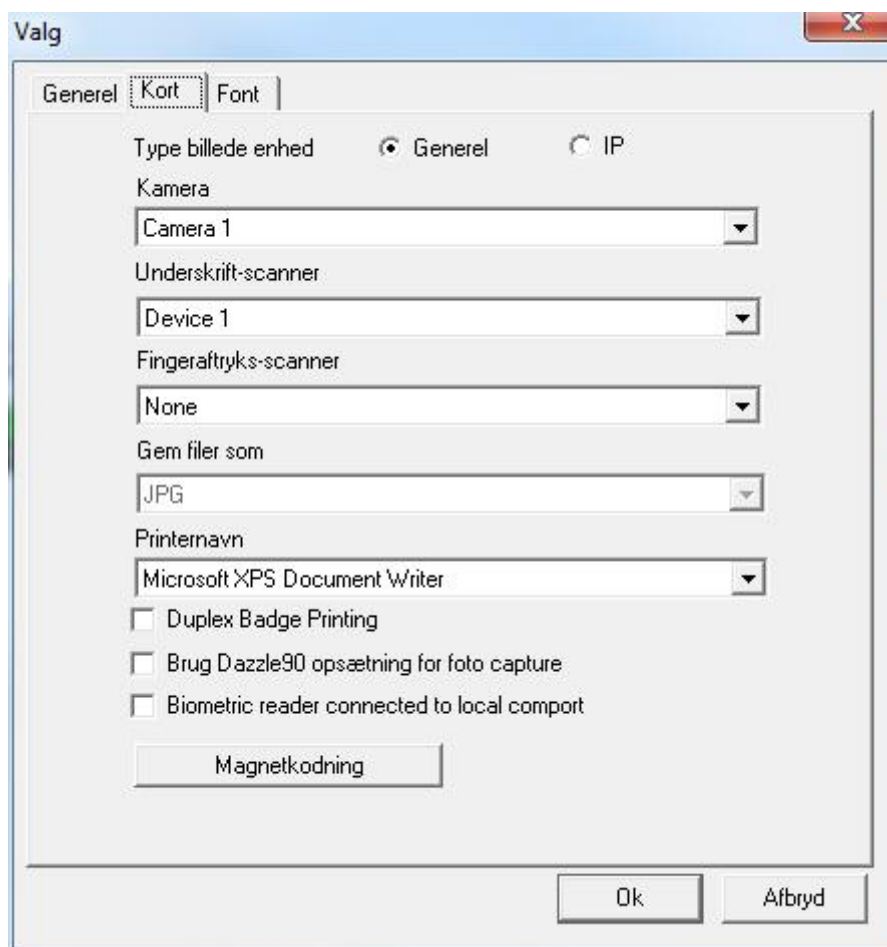 Valg
Generel Kort Font
Type billede enhed Generel IP
Kamera
Camera 1
Underskrift-scanner
Device 1
Fingeraftryks-scanner
None
Gem filer som
JPG
Printernavn
Microsoft XPS Document Writer
Duplex Badge Printing
Brug Dazzle90 opsætning for foto capture
Biometric reader connected to local comport
Magnetkodning
Ok Afbryd